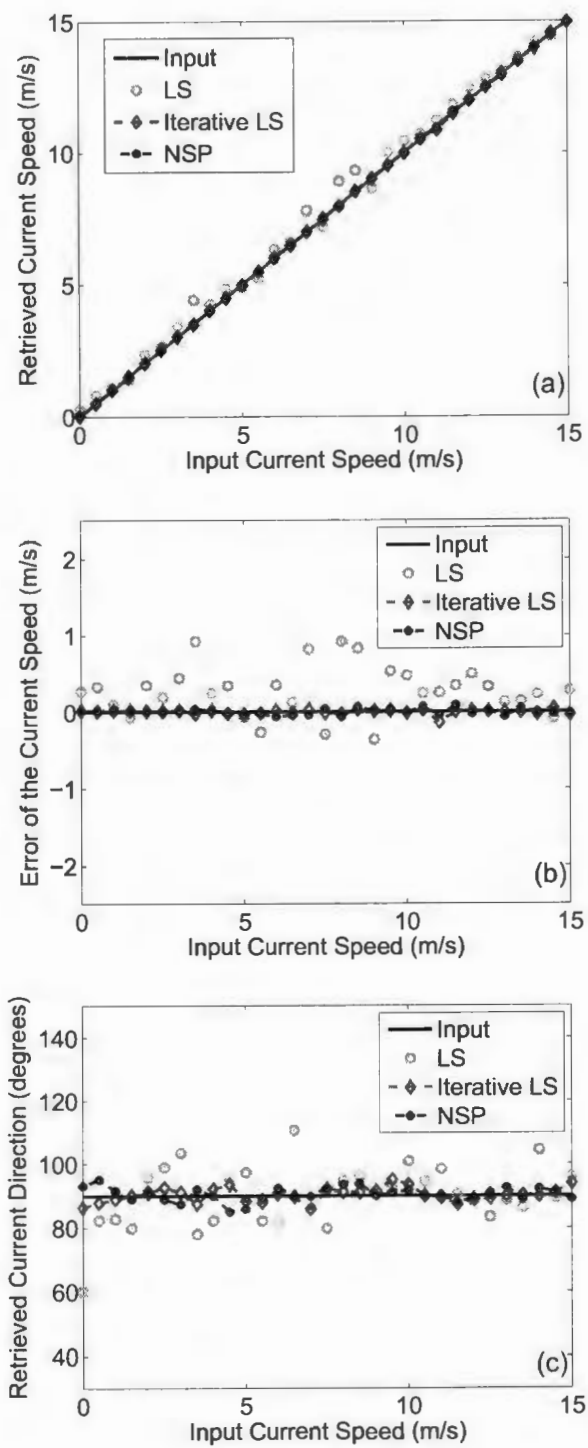 15
10
5
0
Retrieved Current Speed (m/s)
Input
LS
Iterative LS
NSP
(a)
0
5
10
15
Input Current Speed (m/s)
2
1
0
−1
−2
Error of the Current Speed (m/s)
Input
LS
Iterative LS
NSP
(b)
0
5
10
15
Input Current Speed (m/s)
140
120
100
80
60
40
Retrieved Current Direction (degrees)
Input
LS
Iterative LS
NSP
(c)
0
5
10
15
Input Current Speed (m/s)